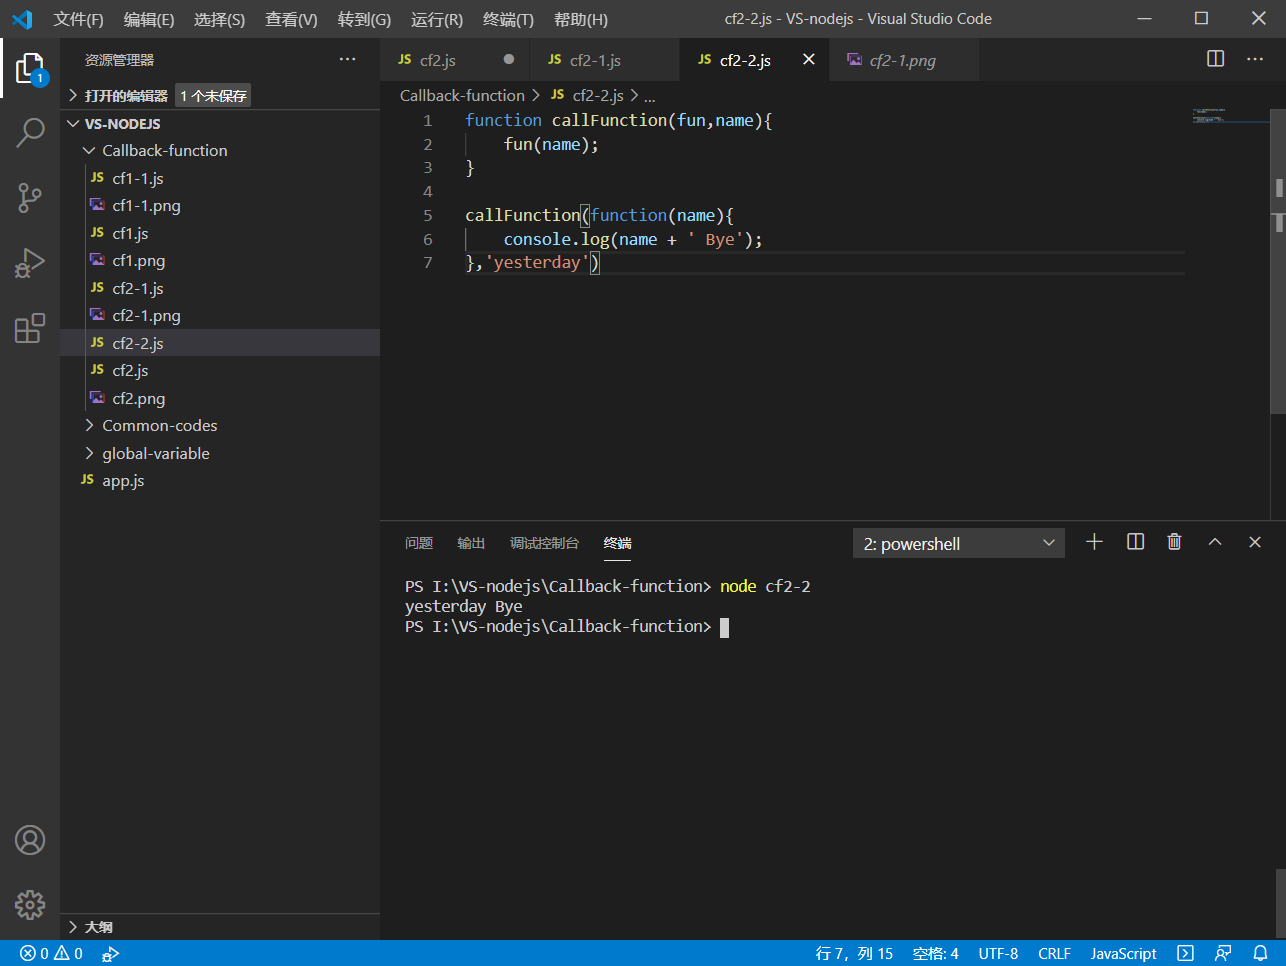 文件(F) 编辑(E) 选择(S) 查看(V) 转到(G) 运行(R) 终端(T) 帮助(H) cf2-2.js - VS-nodejs - Visual Studio Code
资源管理器 ...
1
打开的编辑器 1 个未保存
VS-NODEJS
Callback-function
JS cf1-1.js
cf1-1.png
JS cf1.js
cf1.png
JS cf2-1.js
cf2-1.png
JS cf2-2.js
JS cf2.js
cf2.png
Common-codes
global-variable
JS app.js
大纲
JS cf2.js JS cf2-1.js JS cf2-2.js cf2-1.png ...
Callback-function > JS cf2-2.js > ...
1 function callFunction(fun,name){
2     fun(name);
3 }
4
5 callFunction(function(name){
6     console.log(name + ' Bye');
7 },'yesterday')
问题 输出 调试控制台 终端 2: powershell
PS I:\VS-nodejs\Callback-function> node cf2-2
yesterday Bye
PS I:\VS-nodejs\Callback-function>
0 0 行 7，列 15 空格: 4 UTF-8 CRLF JavaScript